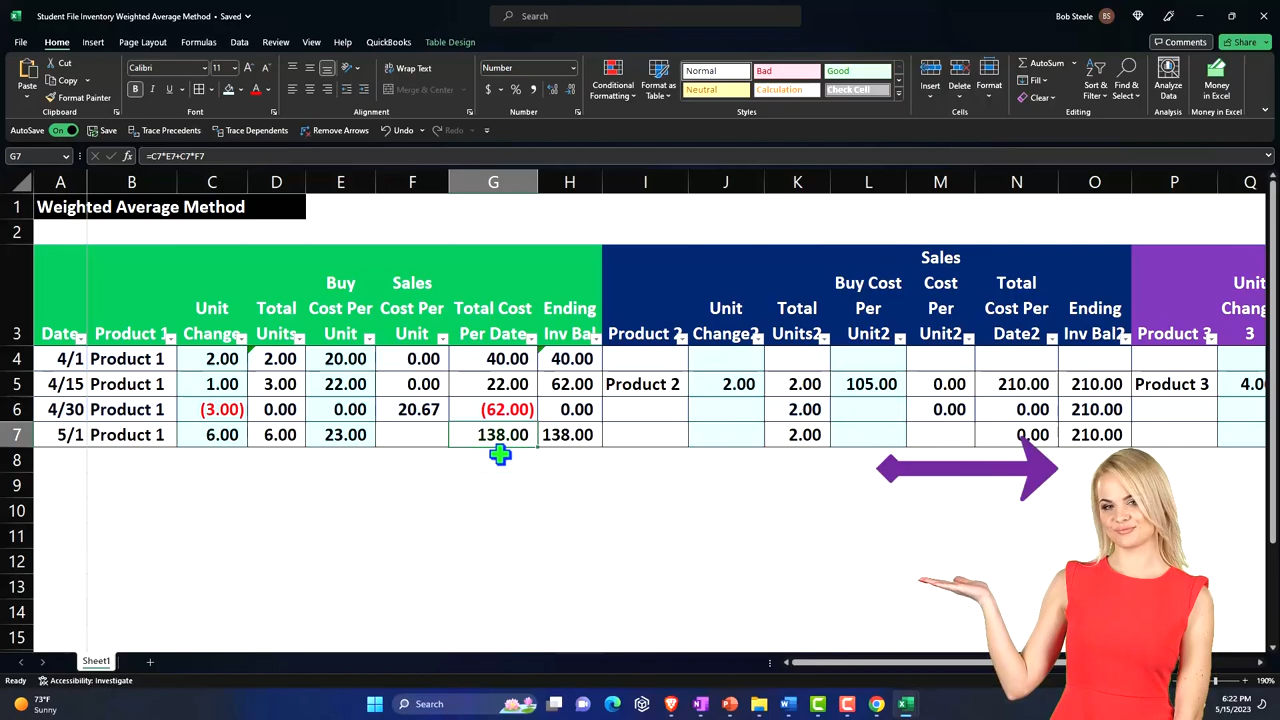 Student File Inventory Weighted Average Method • Saved
Search
Bob Steele BS
File Home Insert Page Layout Formulas Data Review View Help QuickBooks Table Design
Comments Share
Paste
Cut
Copy
Format Painter
Clipboard
Calibri 11
Font
Wrap Text
Merge & Center
Alignment
Number
Number
Conditional Formatting
Format as Table
Normal Bad Good
Neutral Calculation Check Cell
Styles
Insert Delete Format
Cells
AutoSum
Fill
Clear
Sort & Filter
Find & Select
Editing
Analyze Data
Analysis
Money in Excel
Money in Excel
AutoSave On Save Trace Precedents Trace Dependents Remove Arrows Undo Redo
G7 fx =C7*E7+C7*F7
A B C D E F G H I J K L M N O P Q
1 Weighted Average Method
2
3 Date Product 1 Unit Change Total Units Buy Cost Per Unit Sales Cost Per Unit Total Cost Per Date Ending Inv Bal Product 2 Unit Change2 Total Units2 Buy Cost Per Unit2 Sales Cost Per Unit2 Total Cost Per Date2 Ending Inv Bal2 Product 3
4 4/1 Product 1 2.00 2.00 20.00 0.00 40.00 40.00
5 4/15 Product 1 1.00 3.00 22.00 0.00 22.00 62.00 Product 2 2.00 2.00 105.00 0.00 210.00 210.00 Product 3
6 4/30 Product 1 (3.00) 0.00 0.00 20.67 (62.00) 0.00 2.00 0.00 0.00 210.00
7 5/1 Product 1 6.00 6.00 23.00 138.00 138.00 2.00 0.00 210.00
8
9
10
11
12
13
14
15
Sheet1
Ready Accessibility: Investigate 190%
73°F
Sunny
Search
6:22 PM
5/15/2023